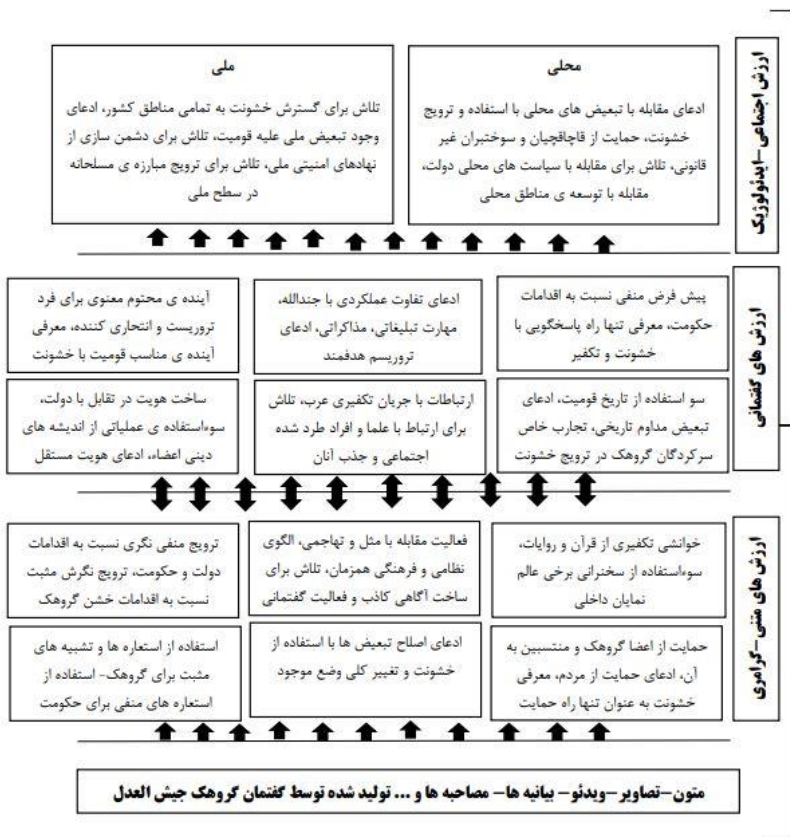 ارزش اجتماعی-ایدئولوژیک
محلی
ادعای مقابله با تبعیض های محلی با استفاده و ترویج
خشونت، حمایت از قاچاقچیان و سوختبران غیر
قانونی، تلاش برای مقابله با سیاست های محلی دولت،
مقابله با توسعه ی مناطق محلی
ملی
تلاش برای گسترش خشونت به تمامی مناطق کشور، ادعای
وجود تبعیض ملی علیه قومیت، تلاش برای دشمن سازی از
نهادهای امنیتی ملی، تلاش برای ترویج مبارزه ی مسلحانه
در سطح ملی
ارزش های گفتمانی
پیش فرض منفی نسبت به اقدامات
حکومت، معرفی تنها راه پاسخگویی با
خشونت و تکفیر
ادعای تفاوت عملکردی با جندالله،
مهارت تبلیغاتی، مذاکراتی، ادعای
تروریسم هدفمند
آینده ی محتوم معنوی برای فرد
تروریست و انتحاری کننده، معرفی
آینده ی مناسب قومیت با خشونت
سو استفاده از تاریخ قومیت، ادعای
تبعیض مداوم تاریخی، تجارب خاص
سرکردگان گروهک در ترویج خشونت
ارتباطات با جریان تکفیری عرب، تلاش
برای ارتباط با علما و افراد طرد شده
اجتماعی و جذب آنان
ساخت هویت در تقابل با دولت،
سوءاستفاده ی عملیاتی از اندیشه های
دینی اعضاء، ادعای هویت مستقل
ارزش های متنی-گرامری
خوانشی تکفیری از قرآن و روایات،
سوءاستفاده از سخنرانی برخی عالم
نمایان داخلی
فعالیت مقابله با مثل و تهاجمی، الگوی
نظامی و فرهنگی همزمان، تلاش برای
ساخت آگاهی کاذب و فعالیت گفتمانی
ترویج منفی نگری نسبت به اقدامات
دولت و حکومت، ترویج نگرش مثبت
نسبت به اقدامات خشن گروهک
حمایت از اعضا گروهک و منتسبین به
آن، ادعای حمایت از مردم، معرفی
خشونت به عنوان تنها راه حمایت
ادعای اصلاح تبعیض ها با استفاده از
خشونت و تغییر کلی وضع موجود
استفاده از استعاره ها و تشبیه های
مثبت برای گروهک- استفاده از
استعاره های منفی برای حکومت
متون-تصاویر-ویدئو- بیانیه ها- مصاحبه ها و ... تولید شده توسط گفتمان گروهک جیش العدل